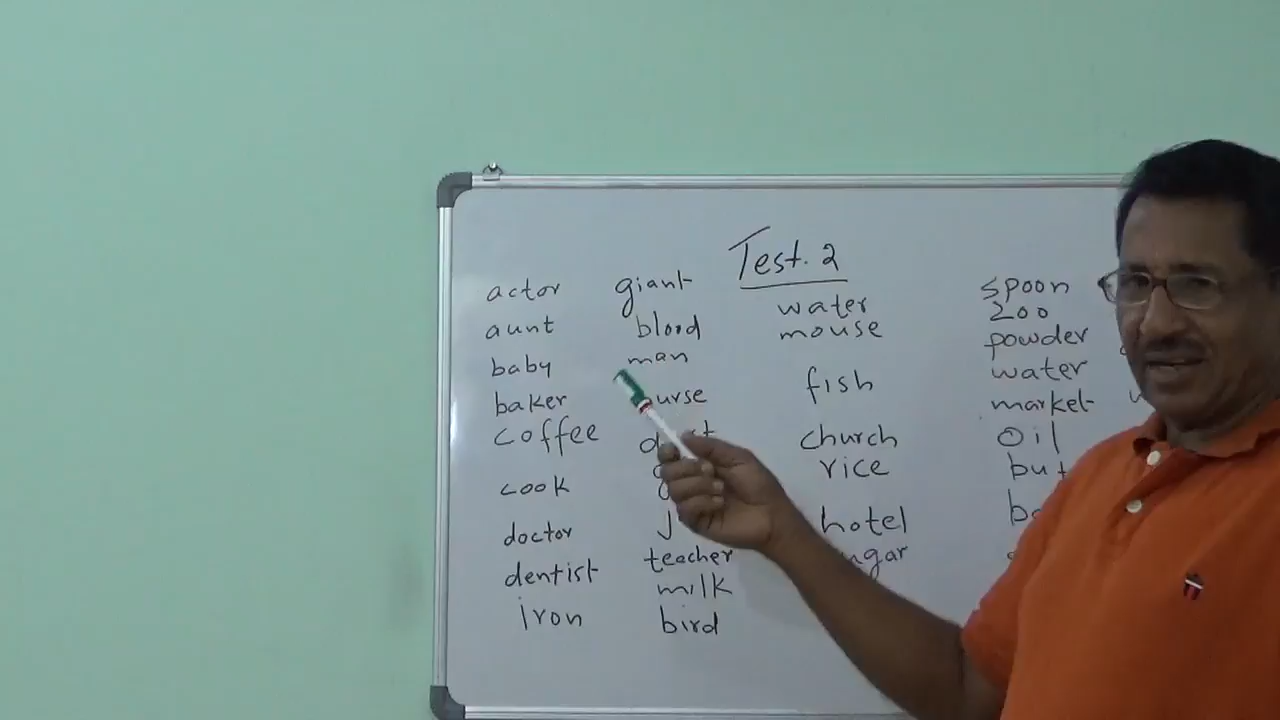 Test. 2
actor
aunt
baby
baker
coffee
cook
doctor
dentist
iron
giant
blood
man
teacher
milk
bird
water
mouse
fish
church
rice
hotel
spoon
zoo
powder
water
market
oil